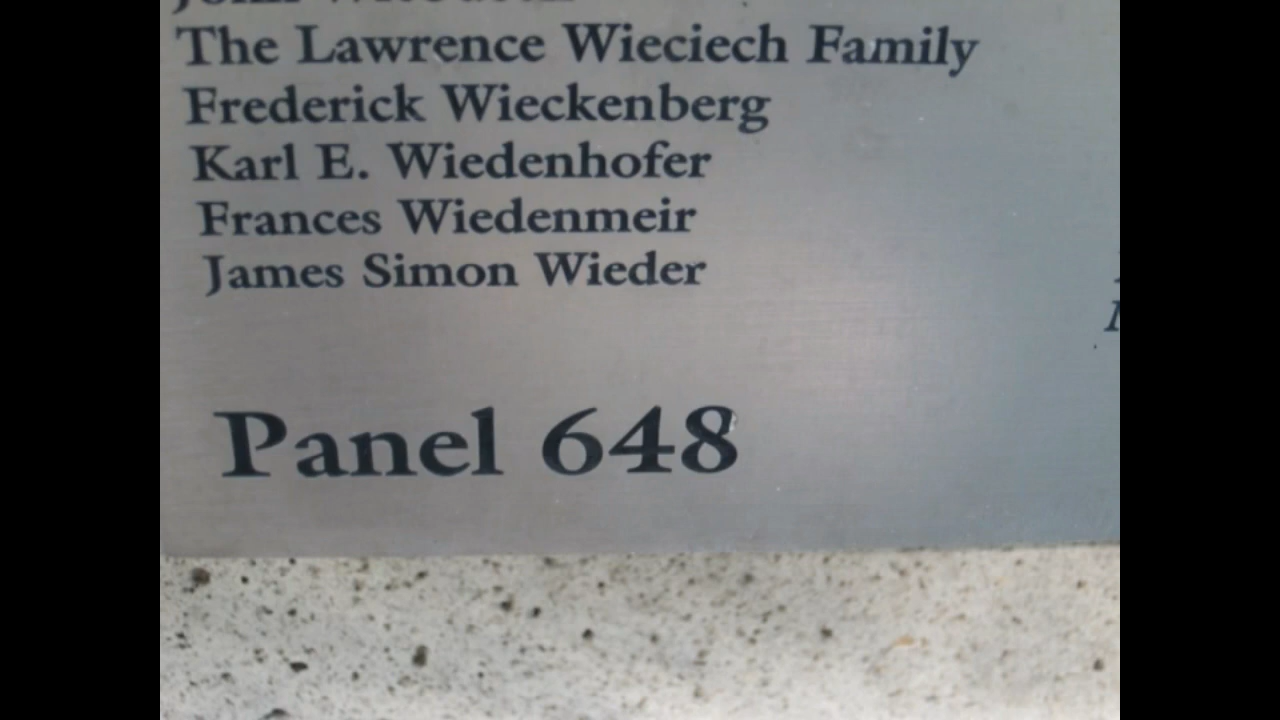 The Lawrence Wieciech Family
Frederick Wieckenberg
Karl E. Wiedenhofer
Frances Wiedenmeir
James Simon Wieder
Panel 648